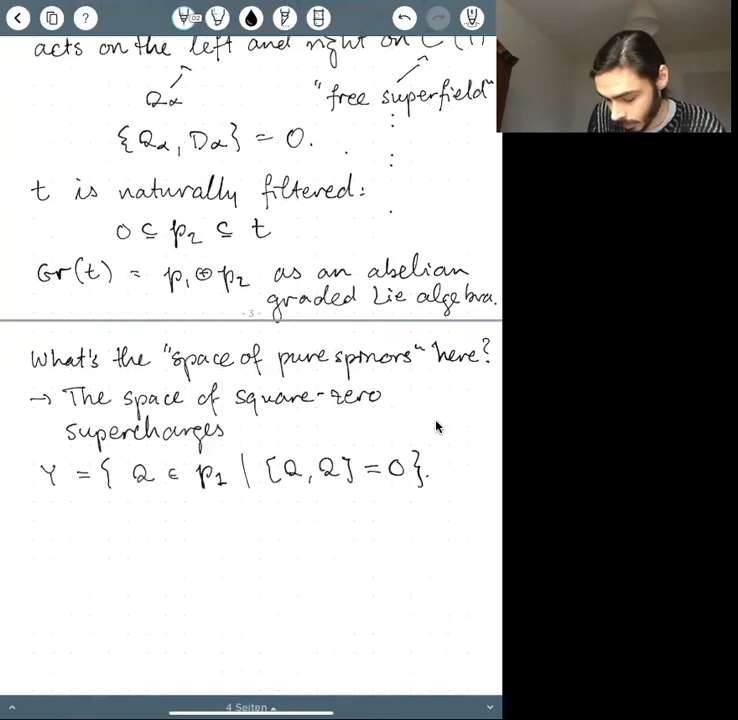 acts on the left and right on C^∞(T)
Qα "free superfield"
{Qα, Dα} = 0.
t is naturally filtered:
0 ⊆ p₂ ⊆ t
Gr(t) = p₁ ⊕ p₂ as an abelian
graded Lie algebra.
- 3 -
What's the "space of pure spinors" here?
→ The space of square-zero
supercharges
Y = { Q ∈ p₁ | [Q, Q] = 0 }.
4 Seiten